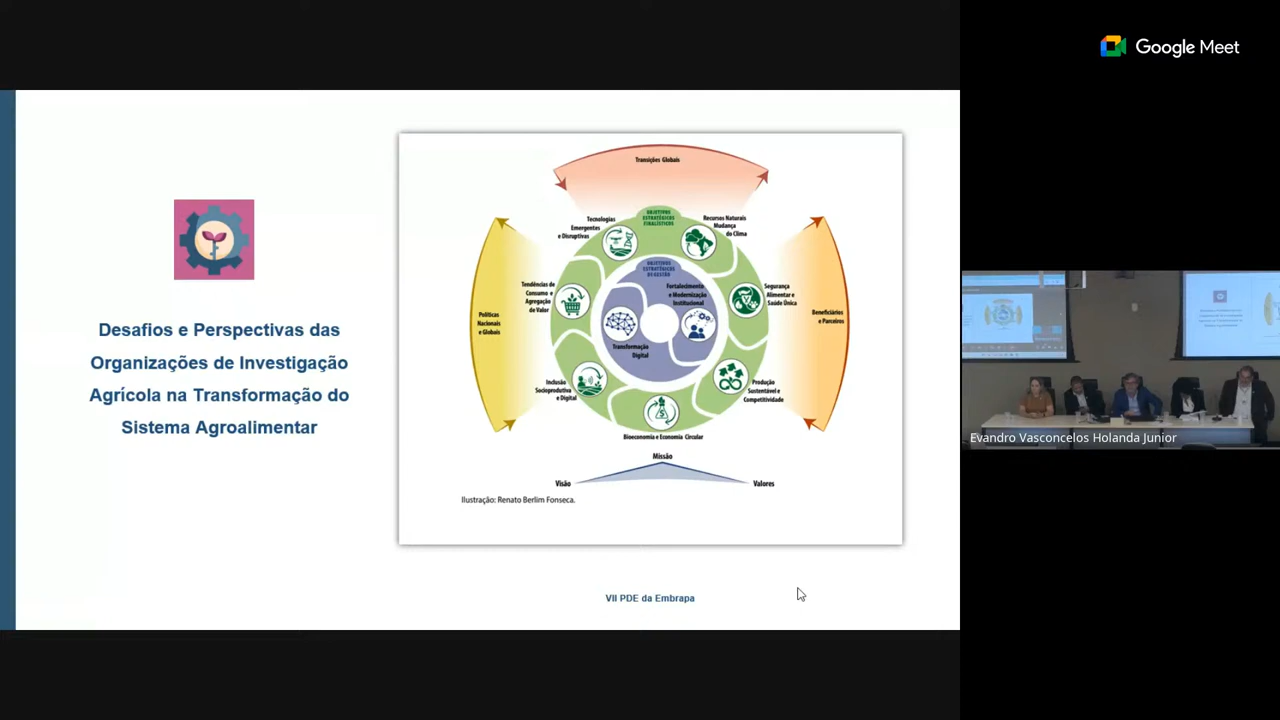 Google Meet
Desafios e Perspectivas das
Organizações de Investigação
Agrícola na Transformação do
Sistema Agroalimentar
Transições Globais
Tecnologias
Emergentes
e Disruptivas
OBJETIVOS
ESTRATÉGICOS
FINALÍSTICOS
Recursos Naturais
Mudança
do Clima
Tendências de
Consumo e
Agregação
de Valor
OBJETIVOS
ESTRATÉGICOS
DE GESTÃO
Fortalecimento
e Modernização
Institucional
Segurança
Alimentar e
Saúde Única
Políticas
Nacionais
e Globais
Beneficiários
e Parceiros
Transformação
Digital
Inclusão
Socioprodutiva
e Digital
Produção
Sustentável e
Competitividade
Bioeconomia e Economia Circular
Missão
Visão
Valores
Ilustração: Renato Berlim Fonseca.
VII PDE da Embrapa
Evandro Vasconcelos Holanda Junior